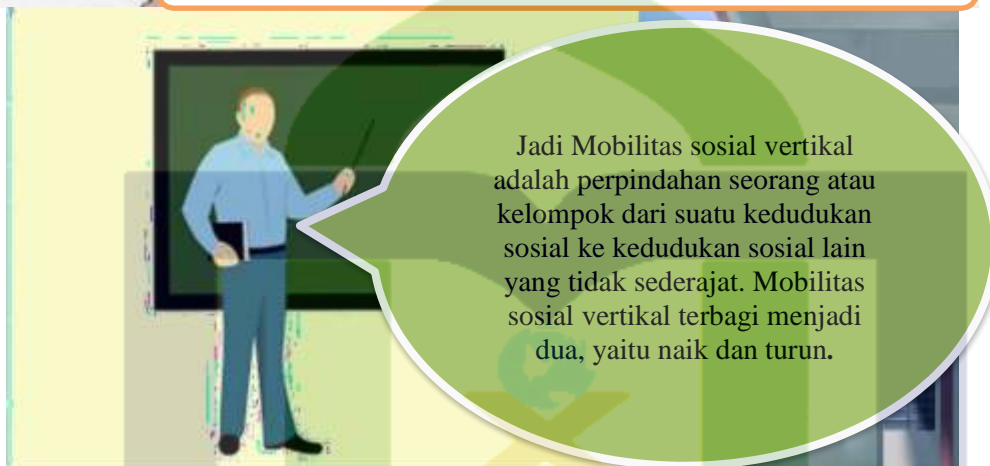 Jadi Mobilitas sosial vertikal
adalah perpindahan seorang atau
kelompok dari suatu kedudukan
sosial ke kedudukan sosial lain
yang tidak sederajat. Mobilitas
sosial vertikal terbagi menjadi
dua, yaitu naik dan turun.